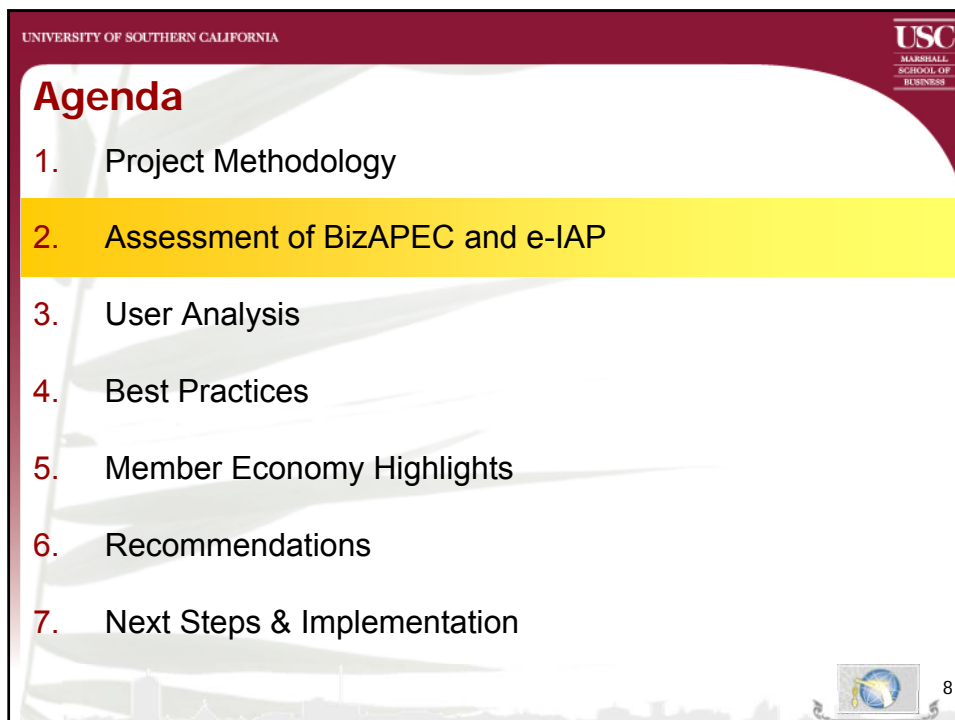 UNIVERSITY OF SOUTHERN CALIFORNIA
USC
MARSHALL
SCHOOL OF
BUSINESS
Agenda
1. Project Methodology
2. Assessment of BizAPEC and e-IAP
3. User Analysis
4. Best Practices
5. Member Economy Highlights
6. Recommendations
7. Next Steps & Implementation
8